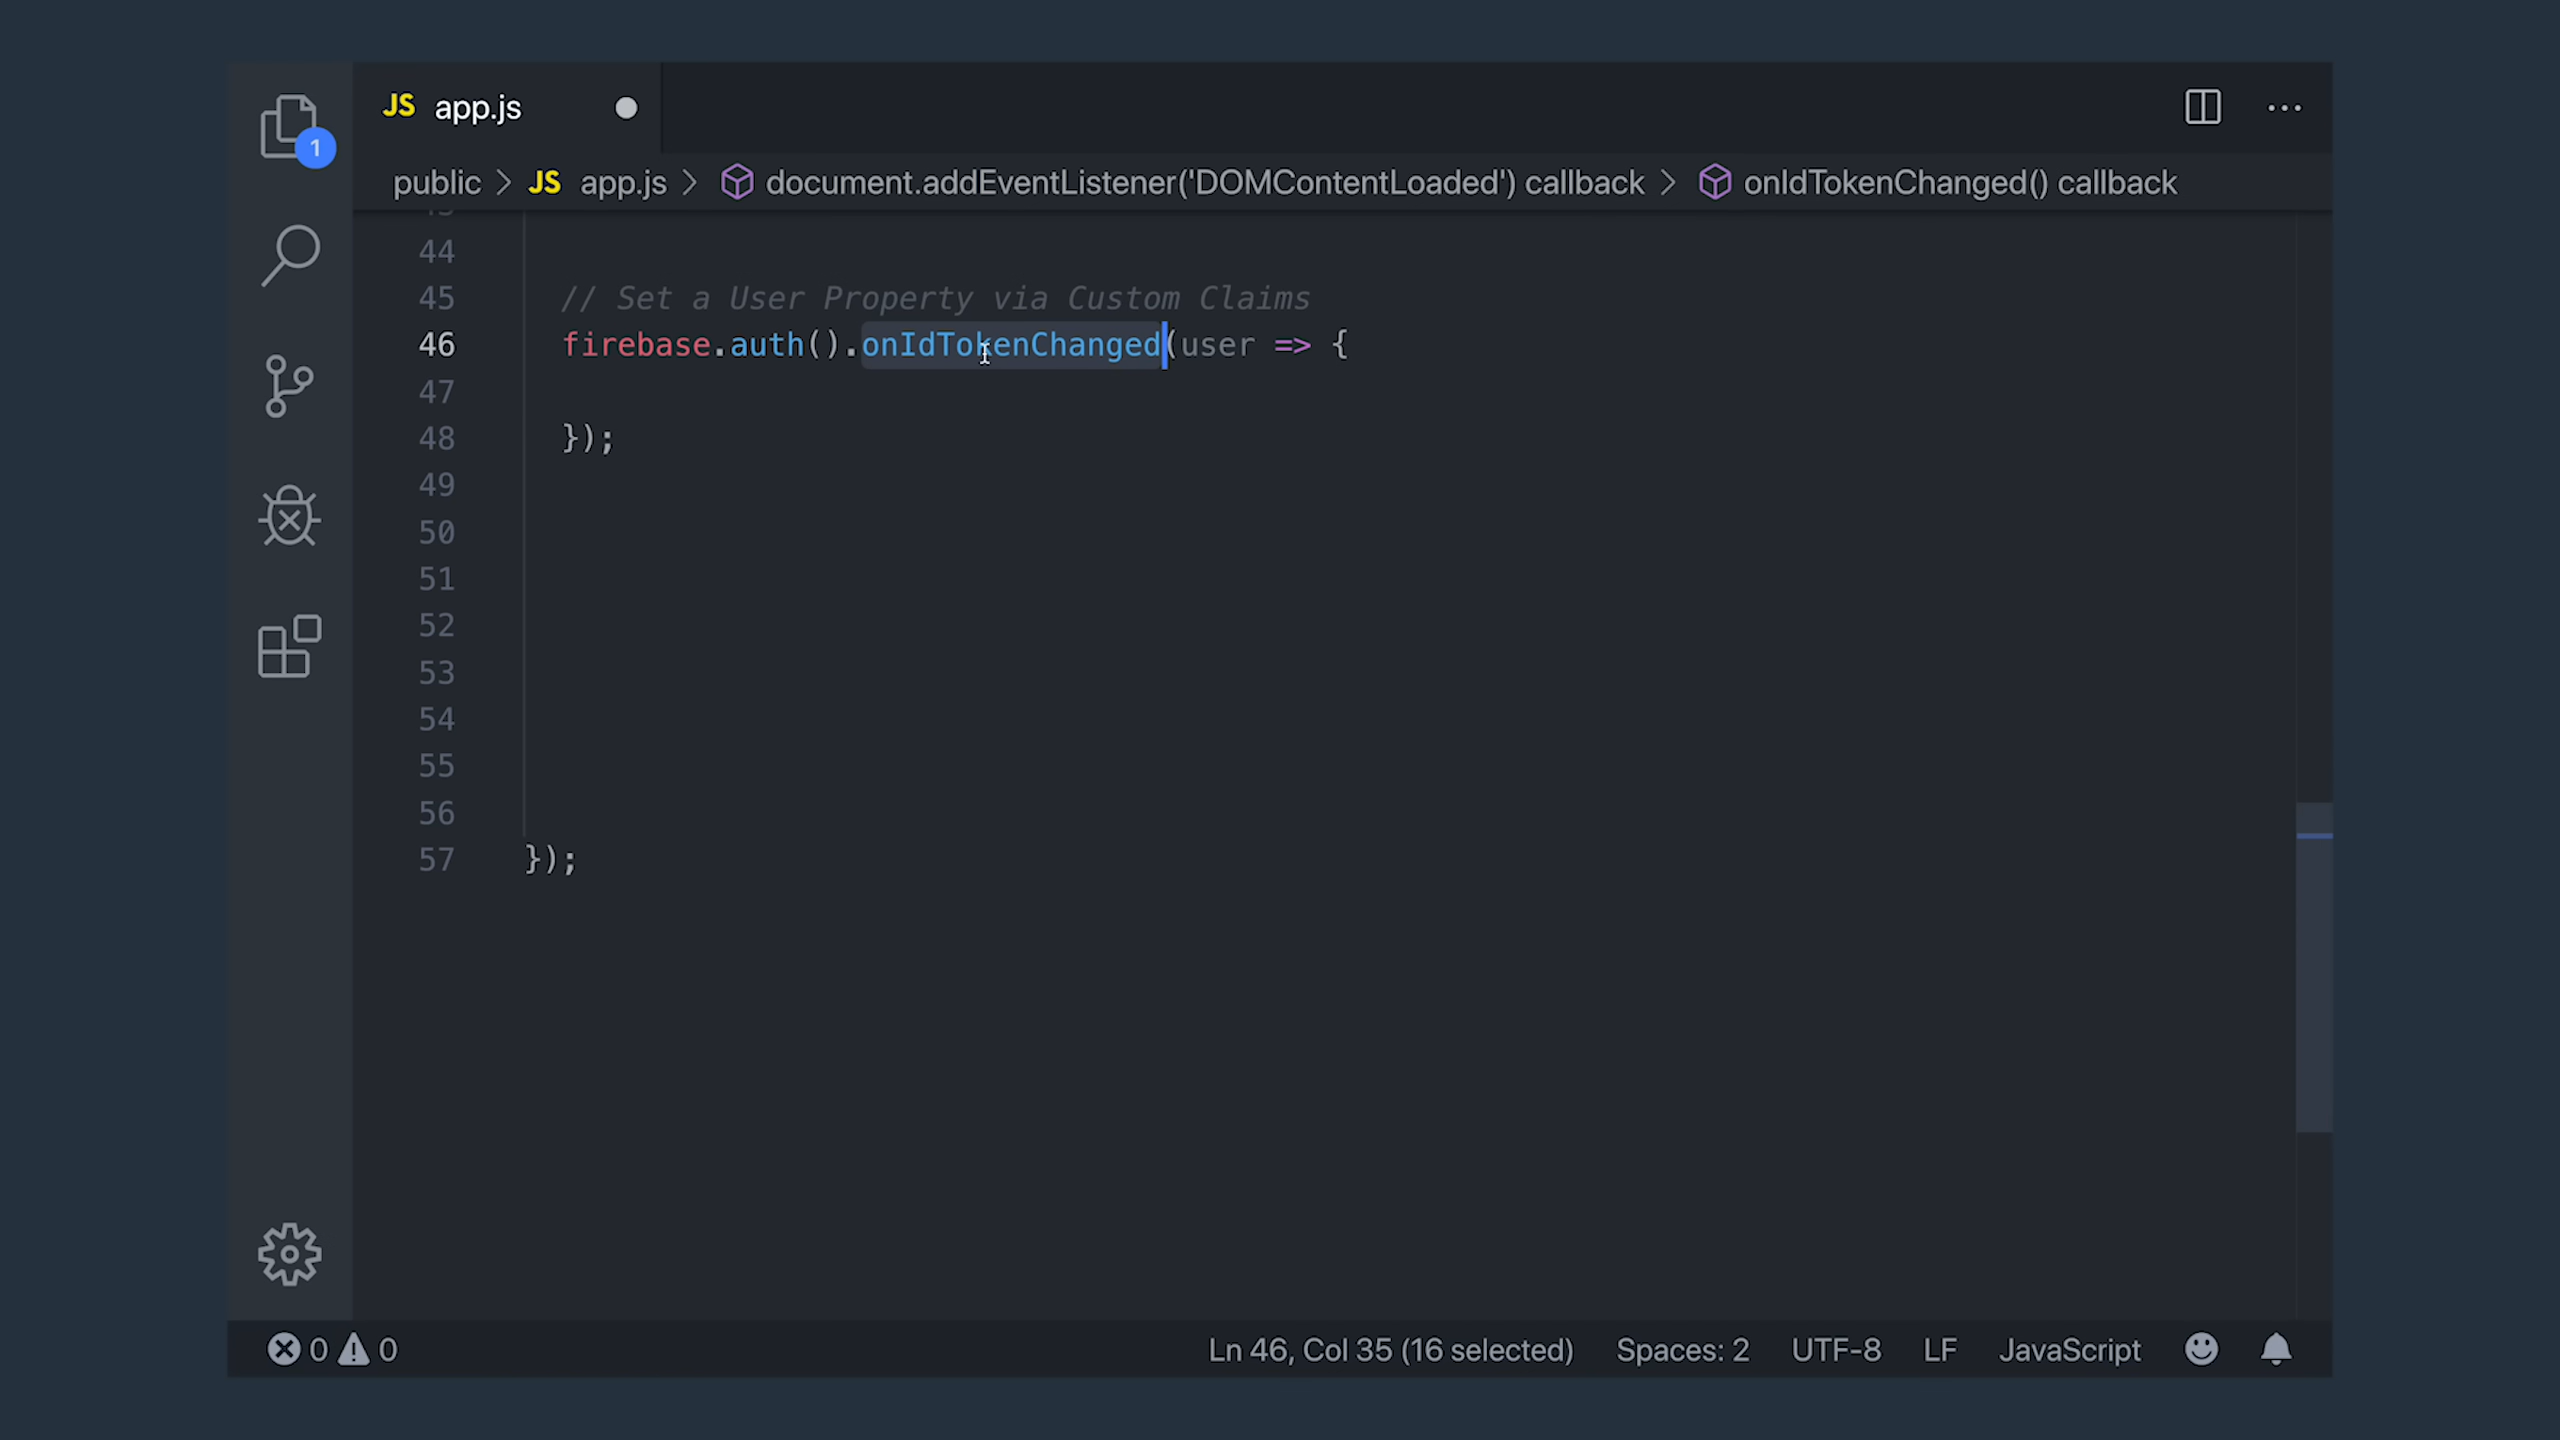 JS app.js
1
public > JS app.js > document.addEventListener('DOMContentLoaded') callback > onIdTokenChanged() callback
44
45 // Set a User Property via Custom Claims
46 firebase.auth().onIdTokenChanged(user => {
47
48 });
49
50
51
52
53
54
55
56
57 });
0 0 Ln 46, Col 35 (16 selected) Spaces: 2 UTF-8 LF JavaScript